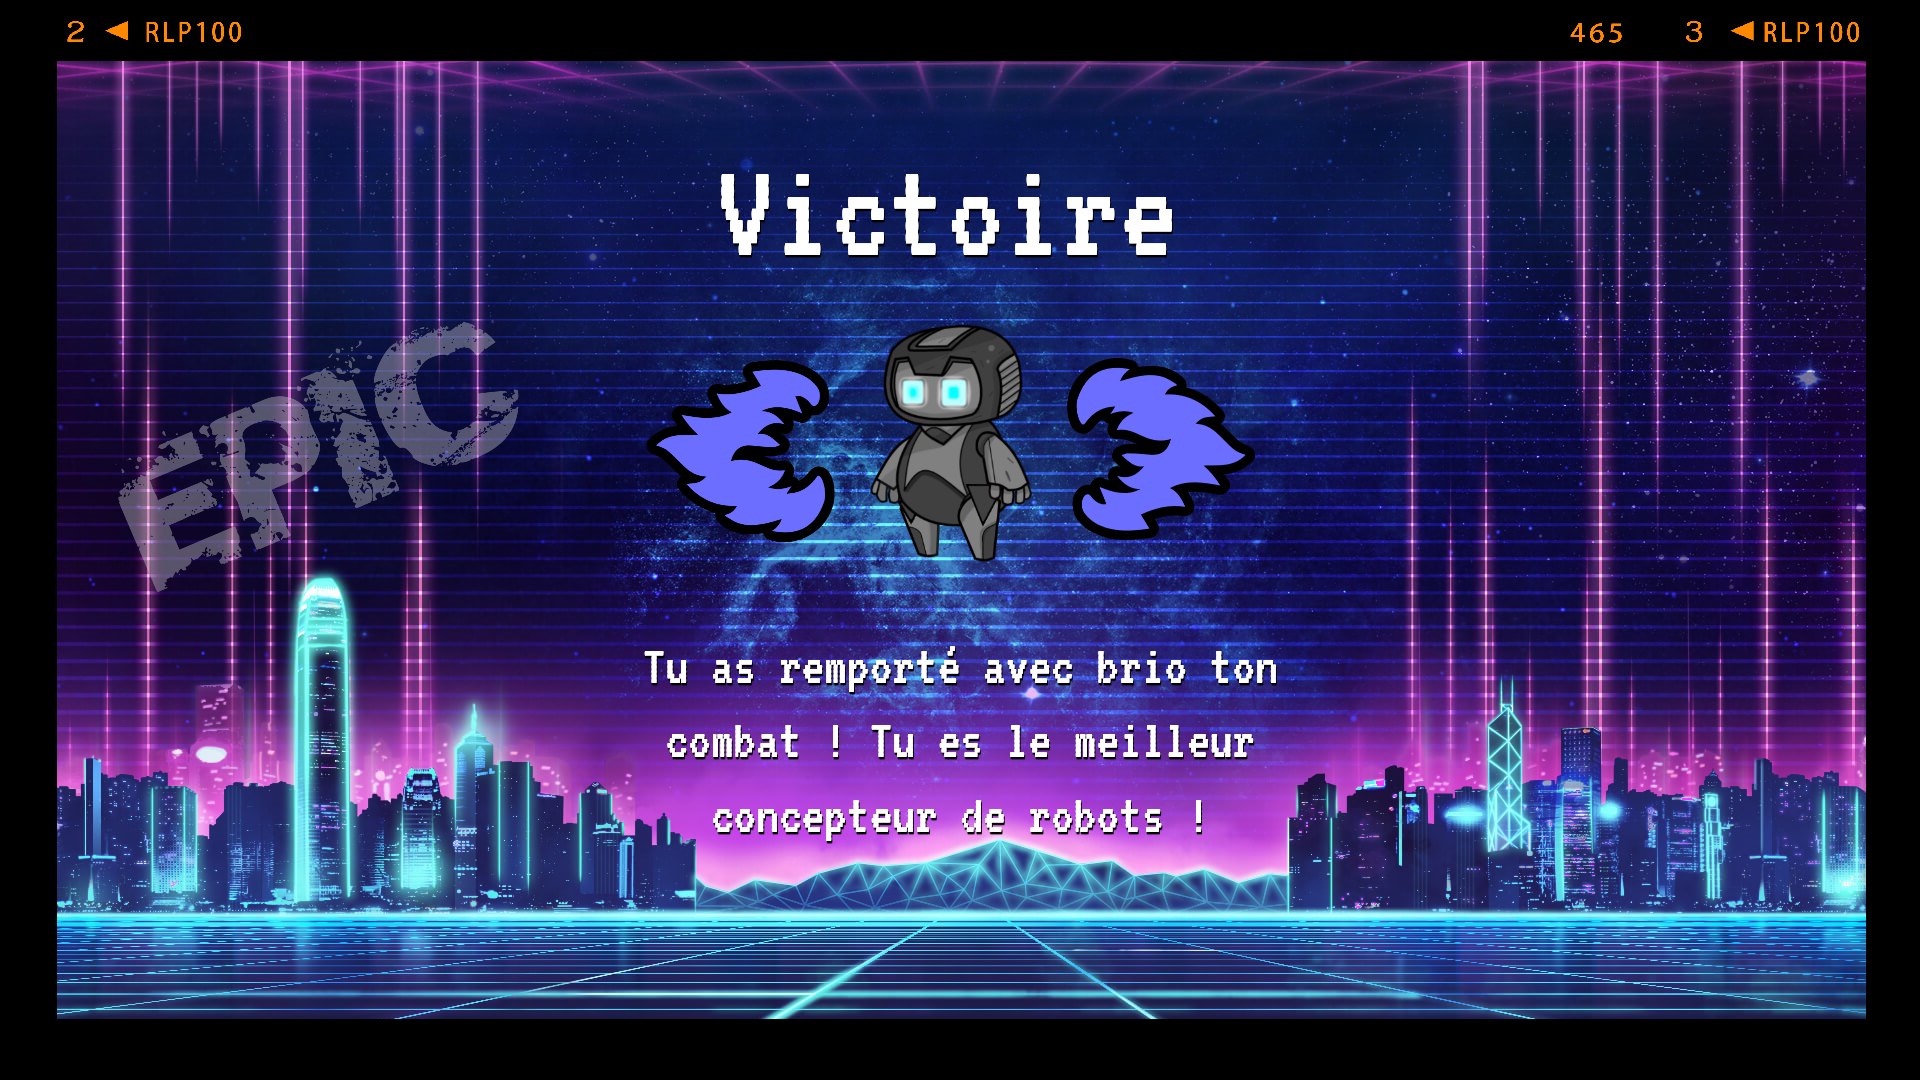 2 ◄ RLP100
465 3 ◄ RLP100
Victoire
EPIC
Tu as remporté avec brio ton
combat ! Tu es le meilleur
concepteur de robots !